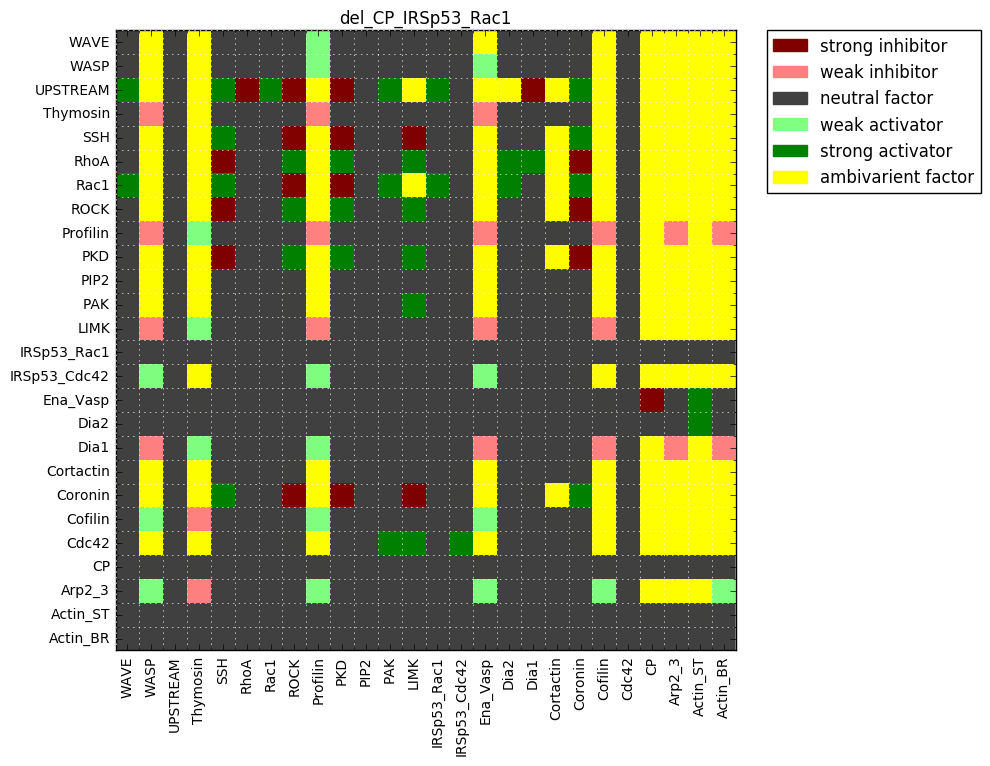 del_CP_IRSp53_Rac1
WAVE
WASP
UPSTREAM
Thymosin
SSH
RhoA
Rac1
ROCK
Profilin
PKD
PIP2
PAK
LIMK
IRSp53_Rac1
IRSp53_Cdc42
Ena_Vasp
Dia2
Dia1
Cortactin
Coronin
Cofilin
Cdc42
CP
Arp2_3
Actin_ST
Actin_BR
WAVE
WASP
UPSTREAM
Thymosin
SSH
RhoA
Rac1
ROCK
Profilin
PKD
PIP2
PAK
LIMK
IRSp53_Rac1
IRSp53_Cdc42
Ena_Vasp
Dia2
Dia1
Cortactin
Coronin
Cofilin
Cdc42
CP
Arp2_3
Actin_ST
Actin_BR
strong inhibitor
weak inhibitor
neutral factor
weak activator
strong activator
ambivarient factor